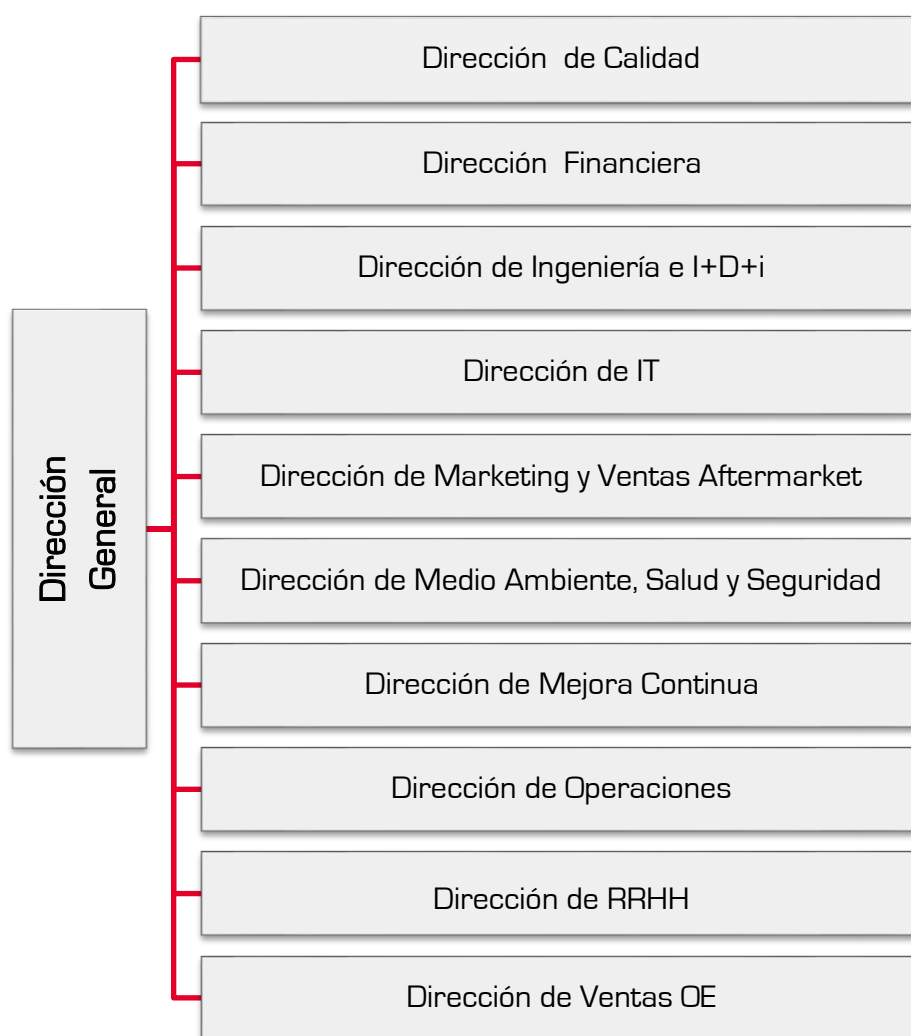 Dirección de Calidad
Dirección Financiera
Dirección de Ingeniería e I+D+i
Dirección de IT
Dirección
General
Dirección de Marketing y Ventas Aftermarket
Dirección de Medio Ambiente, Salud y Seguridad
Dirección de Mejora Continua
Dirección de Operaciones
Dirección de RRHH
Dirección de Ventas OE